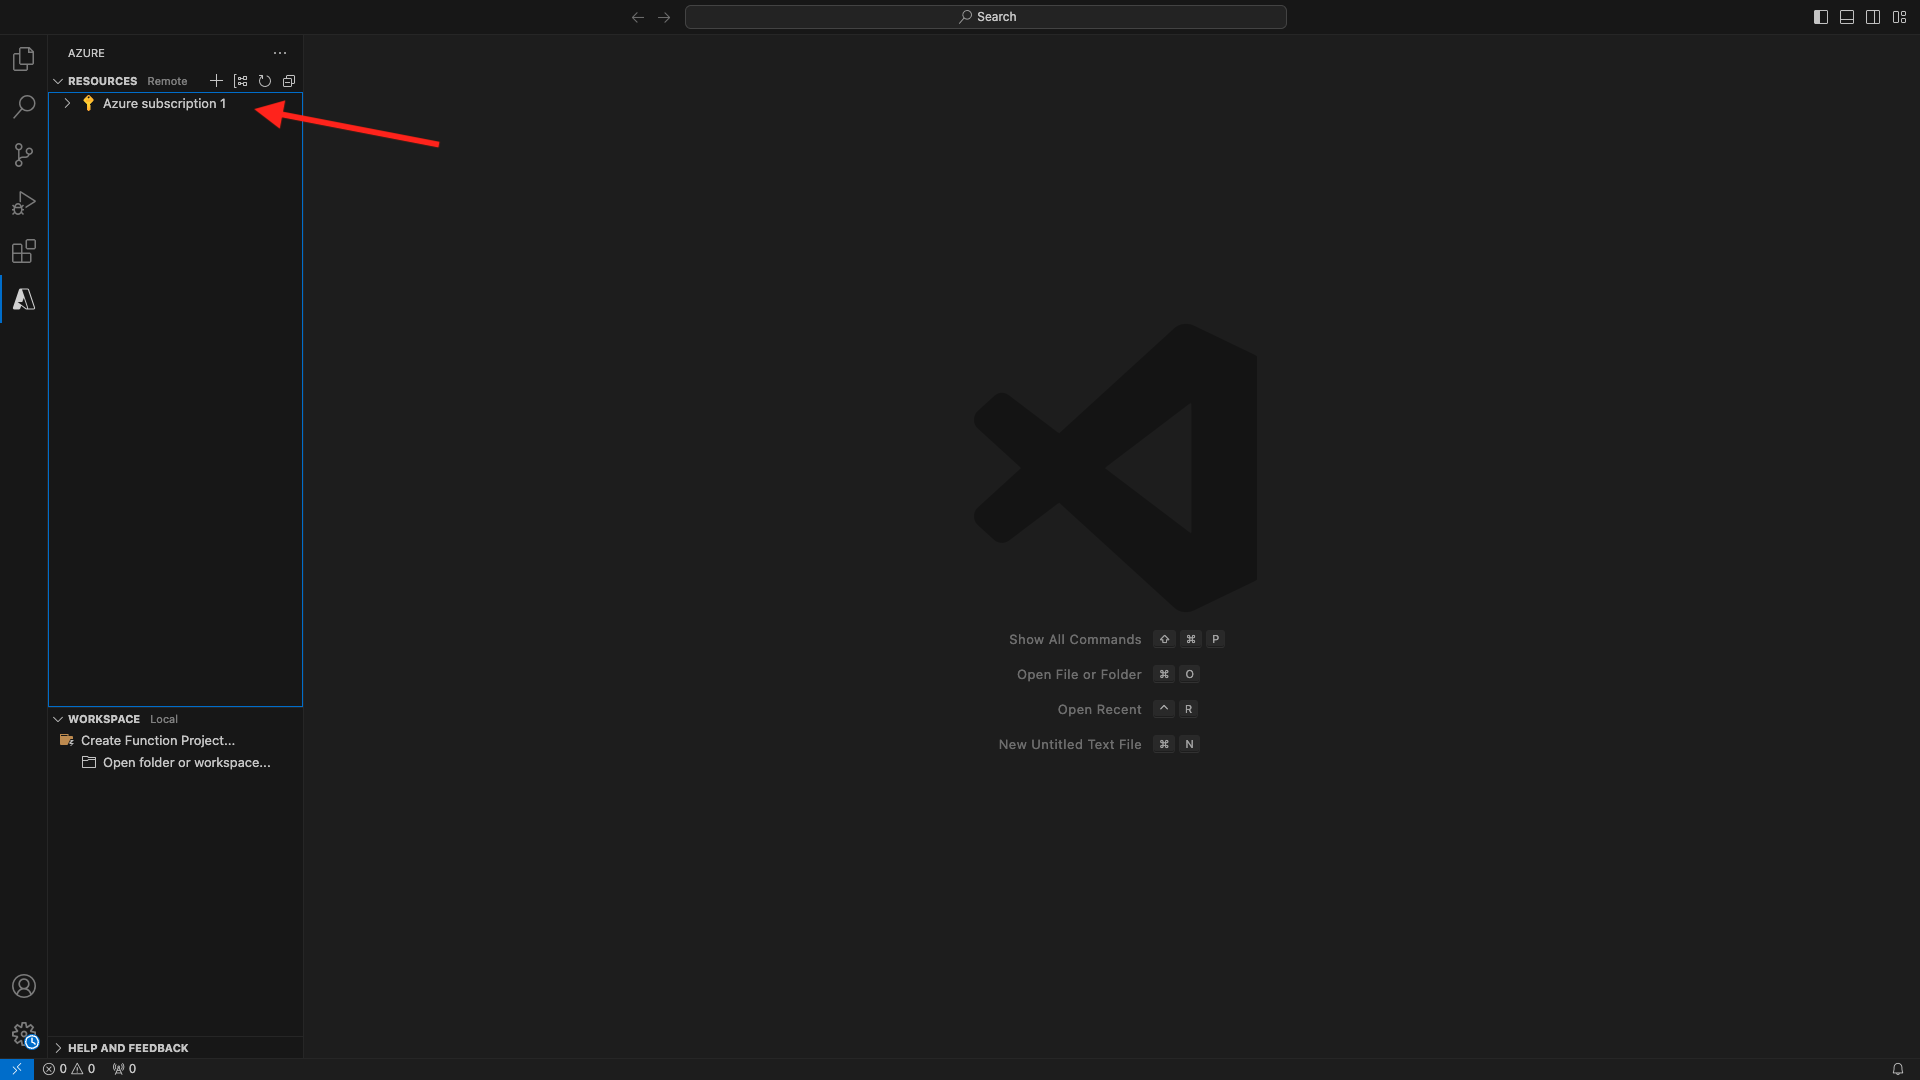 Search
AZURE
RESOURCES Remote
Azure subscription 1
Show All Commands ⇧ ⌘ P
Open File or Folder ⌘ O
Open Recent ⌃ R
New Untitled Text File ⌘ N
WORKSPACE Local
Create Function Project...
Open folder or workspace...
HELP AND FEEDBACK
0 0 0